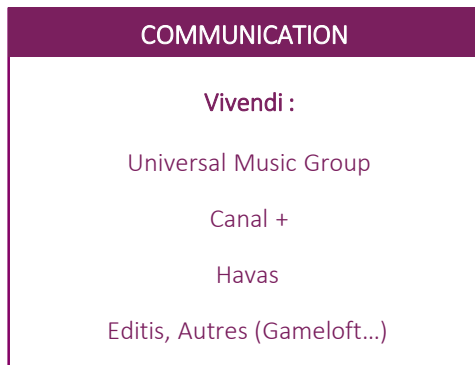 COMMUNICATION
Vivendi :
Universal Music Group
Canal +
Havas
Editis, Autres (Gameloft...)